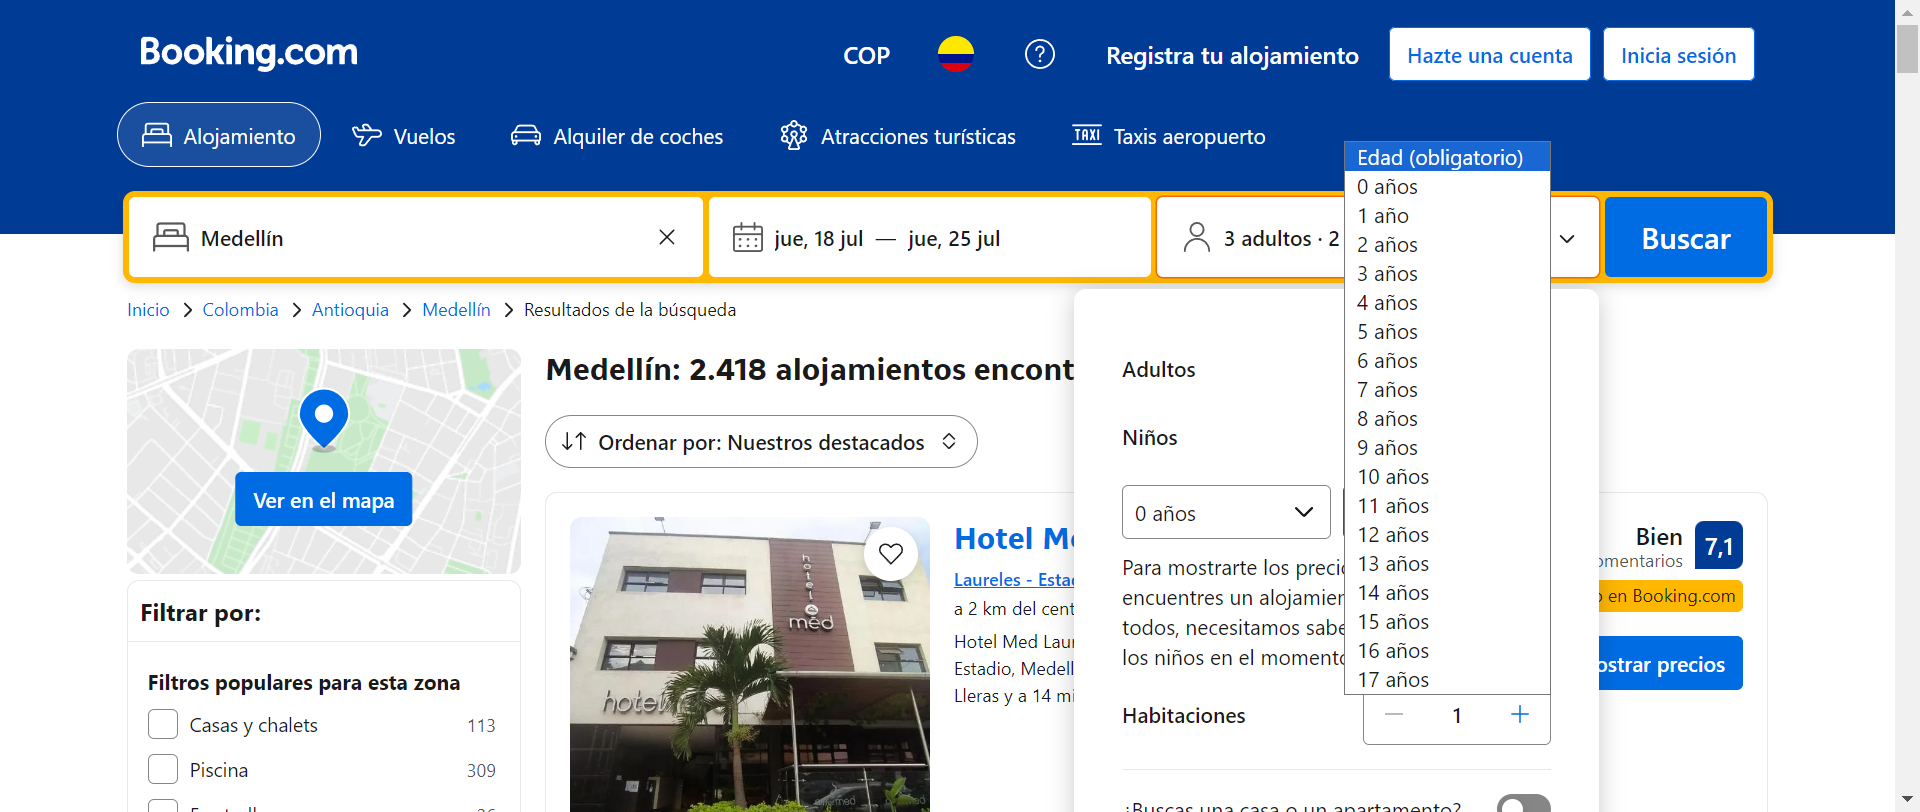 Booking.com
COP
Registra tu alojamiento
Hazte una cuenta
Inicia sesión
Alojamiento
Vuelos
Alquiler de coches
Atracciones turísticas
TAXI
Taxis aeropuerto
Medellín
jue, 18 jul — jue, 25 jul
3 adultos · 2
Buscar
Edad (obligatorio)
0 años
1 año
2 años
3 años
4 años
5 años
6 años
7 años
8 años
9 años
10 años
11 años
12 años
13 años
14 años
15 años
16 años
17 años
Inicio > Colombia > Antioquia > Medellín > Resultados de la búsqueda
Ver en el mapa
Filtrar por:
Filtros populares para esta zona
Casas y chalets 113
Piscina 309
Medellín: 2.418 alojamientos encont
Ordenar por: Nuestros destacados
hotel
med
hotel
Hotel M
Laureles - Esta
a 2 km del cent
Hotel Med Lau
Estadio, Medell
Lleras y a 14 mi
Adultos
Niños
0 años
Para mostrarte los preci
encuentres un alojamie
todos, necesitamos sabe
los niños en el momento
Habitaciones
1
¿Buscas una casa o un apartamento?
Bien
omentarios
7,1
en Booking.com
ostrar precios